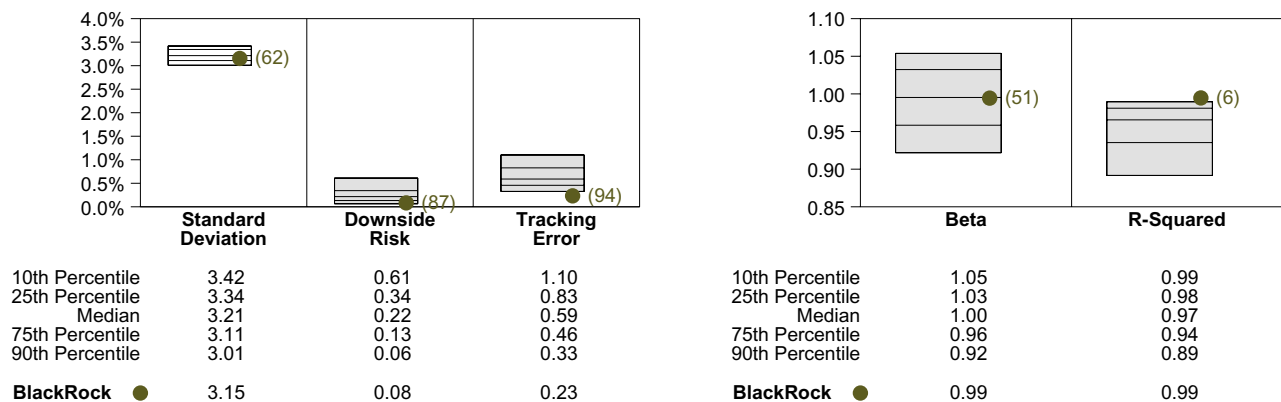 4.0%
3.5%
3.0%
2.5%
2.0%
1.5%
1.0%
0.5%
0.0%
(62)
(87)
(94)
Standard Deviation
Downside Risk
Tracking Error
10th Percentile 3.42 0.61 1.10
25th Percentile 3.34 0.34 0.83
Median 3.21 0.22 0.59
75th Percentile 3.11 0.13 0.46
90th Percentile 3.01 0.06 0.33
BlackRock 3.15 0.08 0.23
1.10
1.05
1.00
0.95
0.90
0.85
(51)
(6)
Beta
R-Squared
10th Percentile 1.05 0.99
25th Percentile 1.03 0.98
Median 1.00 0.97
75th Percentile 0.96 0.94
90th Percentile 0.92 0.89
BlackRock 0.99 0.99